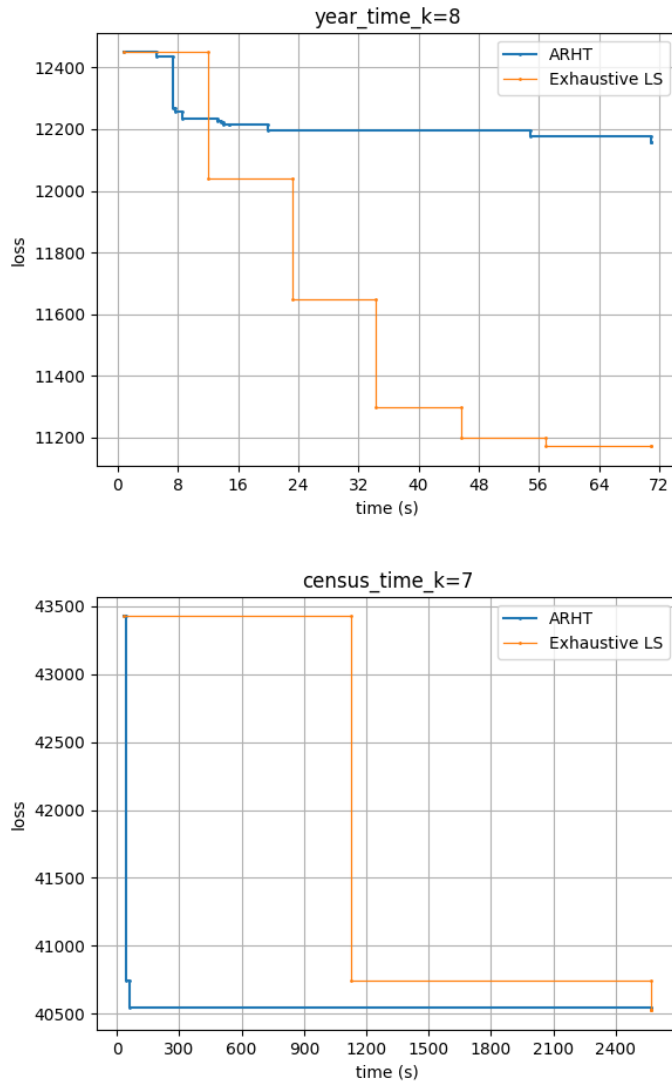 year_time_k=8
12400
12200
12000
11800
11600
11400
11200
loss
ARHT
Exhaustive LS
0 8 16 24 32 40 48 56 64 72
time (s)
census_time_k=7
43500
43000
42500
42000
41500
41000
40500
loss
ARHT
Exhaustive LS
0 300 600 900 1200 1500 1800 2100 2400
time (s)